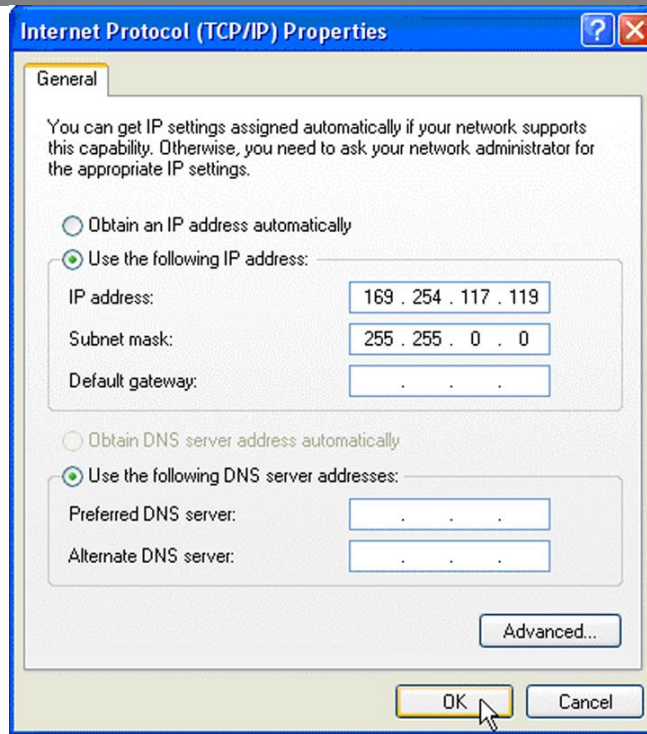 Internet Protocol (TCP/IP) Properties
General
You can get IP settings assigned automatically if your network supports
this capability. Otherwise, you need to ask your network administrator for
the appropriate IP settings.
Obtain an IP address automatically
Use the following IP address:
IP address: 169 . 254 . 117 . 119
Subnet mask: 255 . 255 . 0 . 0
Default gateway: . . .
Obtain DNS server address automatically
Use the following DNS server addresses:
Preferred DNS server: . . .
Alternate DNS server: . . .
Advanced...
OK Cancel